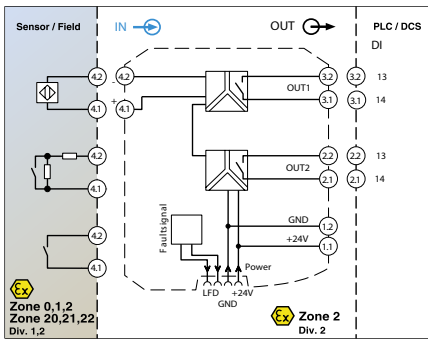 Sensor / Field
IN
OUT
PLC / DCS
DI
4.2
4.2
3.2
3.2
13
OUT1
4.1
+
4.1
3.1
3.1
14
4.2
2.2
2.2
13
OUT2
4.1
2.1
2.1
14
Faultsignal
GND
1.2
4.2
+24V
1.1
4.1
Power
LFD
+24V
GND
Ex
Zone 0,1,2
Zone 20,21,22
Div. 1,2
Ex
Zone 2
Div. 2